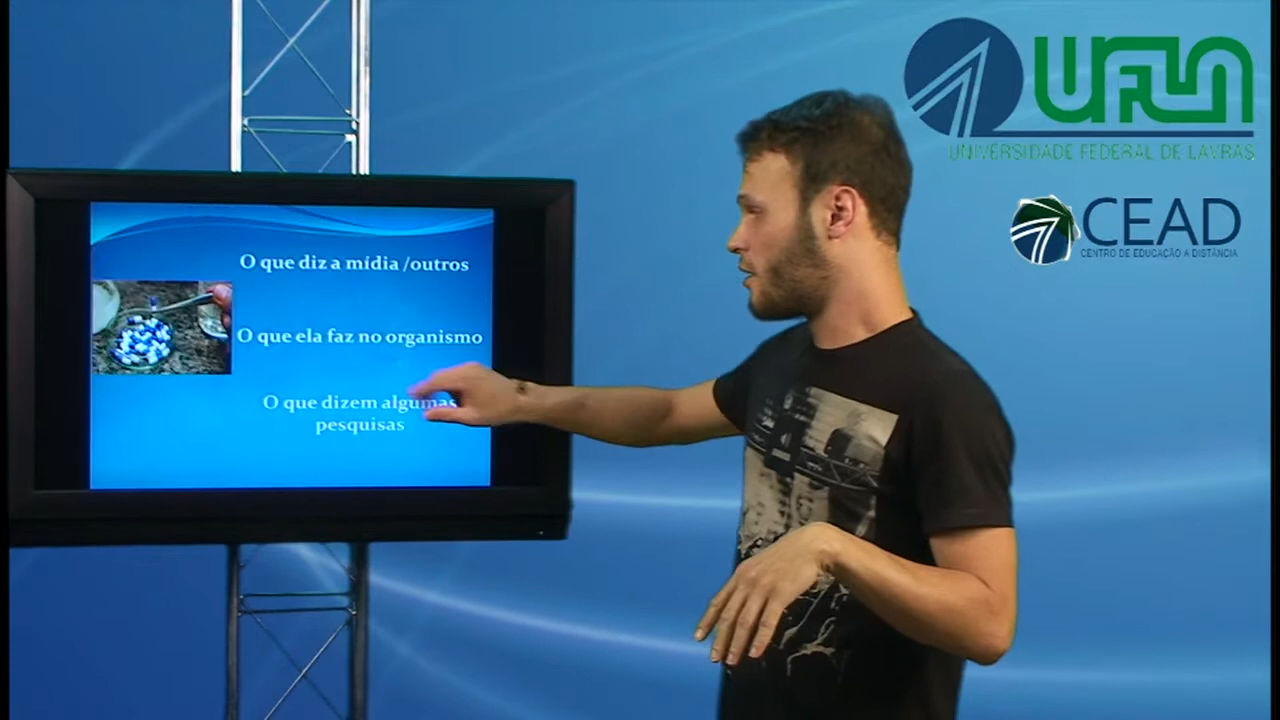 UFLA
UNIVERSIDADE FEDERAL DE LAVRAS
CEAD
CENTRO DE EDUCAÇÃO A DISTÂNCIA
O que diz a mídia /outros
O que ela faz no organismo
O que dizem algumas
pesquisas